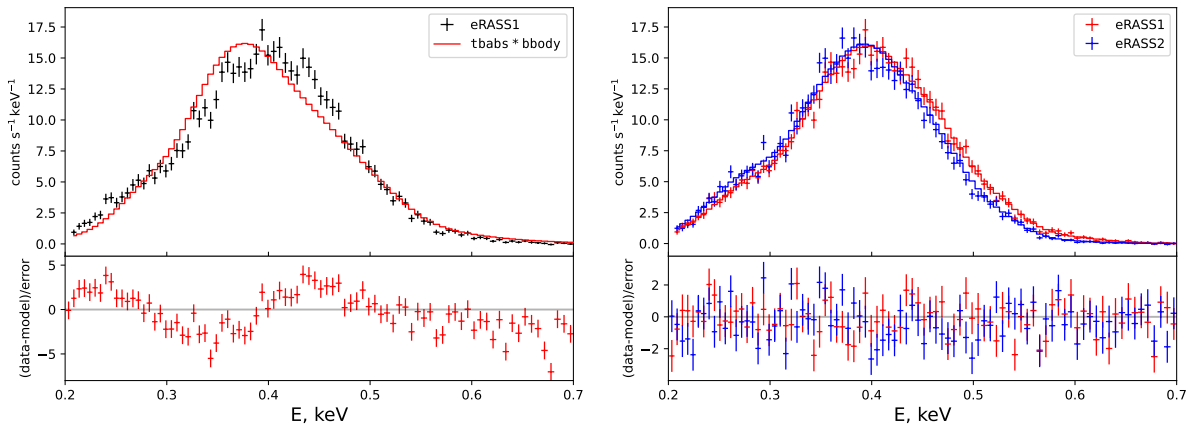 17.5
15.0
12.5
10.0
7.5
5.0
2.5
0.0
counts s⁻¹ keV⁻¹
eRASS1
tbabs * bbody
5
0
−5
(data-model)/error
0.2 0.3 0.4 0.5 0.6 0.7
E, keV
17.5
15.0
12.5
10.0
7.5
5.0
2.5
0.0
counts s⁻¹ keV⁻¹
eRASS1
eRASS2
2
0
−2
(data-model)/error
0.2 0.3 0.4 0.5 0.6 0.7
E, keV